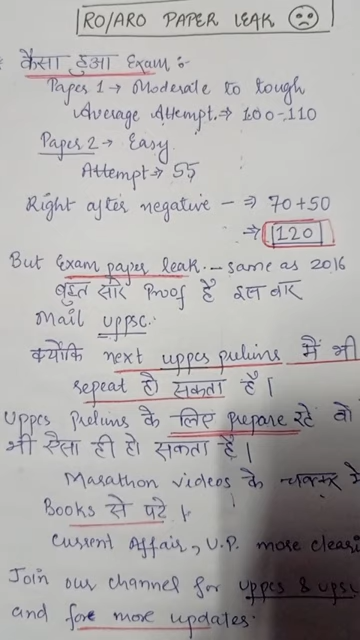 RO/ARO PAPER LEAK
कैसा हुआ Exam :-
Paper 1 → Moderate to tough
Average Attempt. ⇒ 100-110
Paper 2 → Easy
Attempt ⇒ 55
Right after negative - ⇒ 70+50
⇒ 120
But Exam paper leak. - same as 2016
बहुत सारे Proof हैं इस बार
Mail uppsc.
क्योंकि next uppcs prelims में भी
repeat हो सकता है।
Uppcs Prelims के लिए prepare रहें वो
भी ऐसा ही हो सकता है।
Marathon videos के चक्कर में
Books से पढ़े।
Current Affair, U.P. more clear
Join our channel for uppcs & upsc
and for more updates.